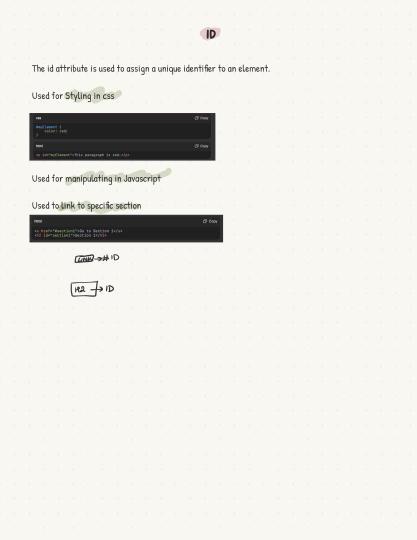 ID
The id attribute is used to assign a unique identifier to an element.
Used for Styling in css
css Copy
#myElement {
color: red;
}
html Copy
<p id="myElement">This paragraph is red.</p>
Used for manipulating in Javascript
Used to link to specific section
html Copy
<a href="#section1">Go to Section 1</a>
<h2 id="section1">Section 1</h2>
LINK → # ID
H2 → ID